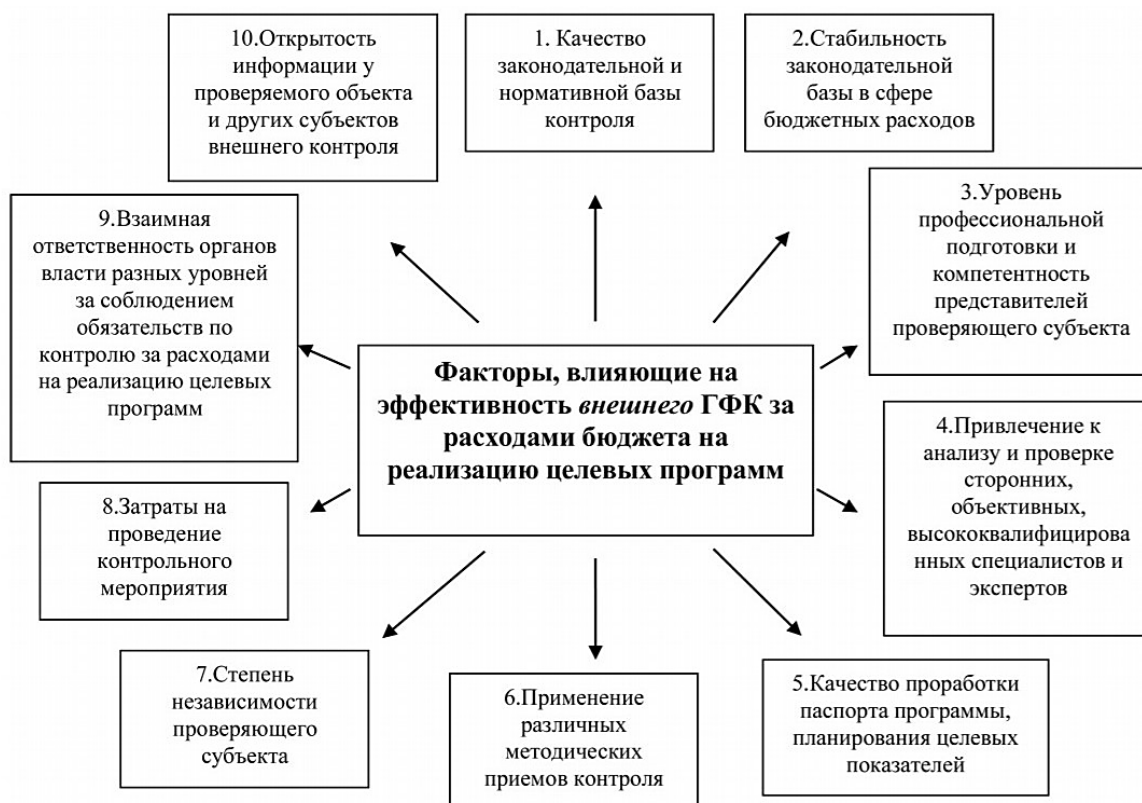 10.Открытость
информации у
проверяемого объекта
и других субъектов
внешнего контроля
1. Качество
законодательной и
нормативной базы
контроля
2.Стабильность
законодательной
базы в сфере
бюджетных расходов
3.Уровень
профессиональной
подготовки и
компетентность
представителей
проверяющего субъекта
9.Взаимная
ответственность органов
власти разных уровней
за соблюдением
обязательств по
контролю за расходами
на реализацию целевых
программ
Факторы, влияющие на
эффективность внешнего ГФК за
расходами бюджета на
реализацию целевых программ
4.Привлечение к
анализу и проверке
сторонних,
объективных,
высококвалифицирова
нных специалистов и
экспертов
8.Затраты на
проведение
контрольного
мероприятия
7.Степень
независимости
проверяющего
субъекта
6.Применение
различных
методических
приемов контроля
5.Качество проработки
паспорта программы,
планирования целевых
показателей